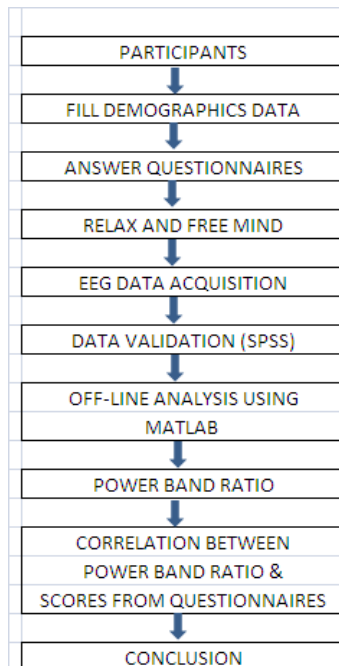 PARTICIPANTS
FILL DEMOGRAPHICS DATA
ANSWER QUESTIONNAIRES
RELAX AND FREE MIND
EEG DATA ACQUISITION
DATA VALIDATION (SPSS)
OFF-LINE ANALYSIS USING
MATLAB
POWER BAND RATIO
CORRELATION BETWEEN
POWER BAND RATIO &
SCORES FROM QUESTIONNAIRES
CONCLUSION